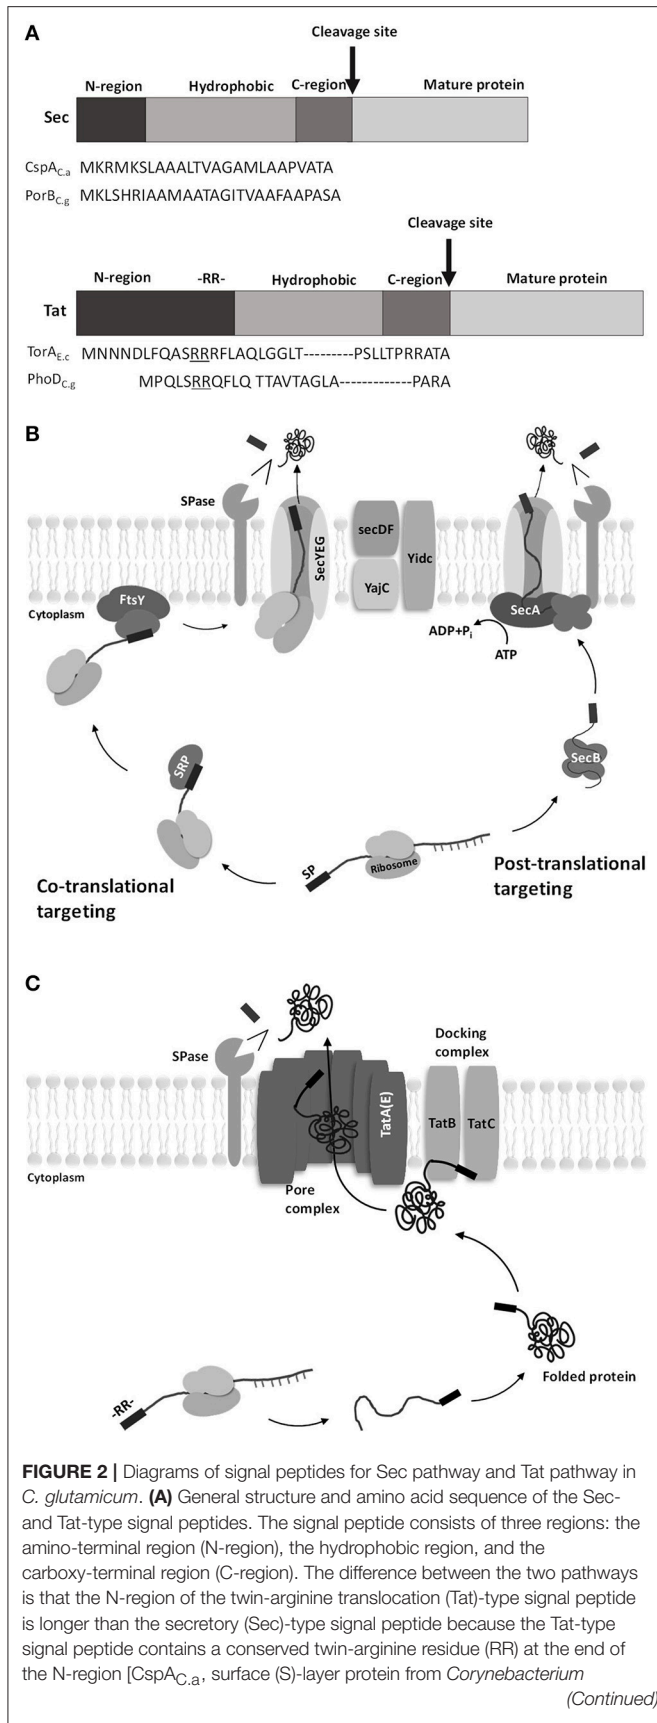 A
Cleavage site
N-region Hydrophobic C-region Mature protein
Sec
CspAC.a MKRMKSLAAALTVAGAMLAAPVATA
PorBC.g MKLSHRIAAMAATAGITVAAFAAPASA
Cleavage site
N-region -RR- Hydrophobic C-region Mature protein
Tat
TorAE.c MNNNDLFQASRRRFLAQLGGLT---------PSLLTPRRATA
PhoDC.g MPQLSRRQFLQ TTAVTAGLA-------------PARA
B
SPase
SecYEG
secDF
YajC
Yidc
SPase
FtsY
Cytoplasm
SecA
ADP+Pi
ATP
SecB
SRP
SP
Ribosome
Co-translational
targeting
Post-translational
targeting
C
SPase
Docking
complex
TatA(E)
TatB
TatC
Cytoplasm
Pore
complex
Folded protein
-RR-
FIGURE 2 | Diagrams of signal peptides for Sec pathway and Tat pathway in
C. glutamicum. (A) General structure and amino acid sequence of the Sec-
and Tat-type signal peptides. The signal peptide consists of three regions: the
amino-terminal region (N-region), the hydrophobic region, and the
carboxy-terminal region (C-region). The difference between the two pathways
is that the N-region of the twin-arginine translocation (Tat)-type signal peptide
is longer than the secretory (Sec)-type signal peptide because the Tat-type
signal peptide contains a conserved twin-arginine residue (RR) at the end of
the N-region [CspAC.a, surface (S)-layer protein from Corynebacterium
(Continued)